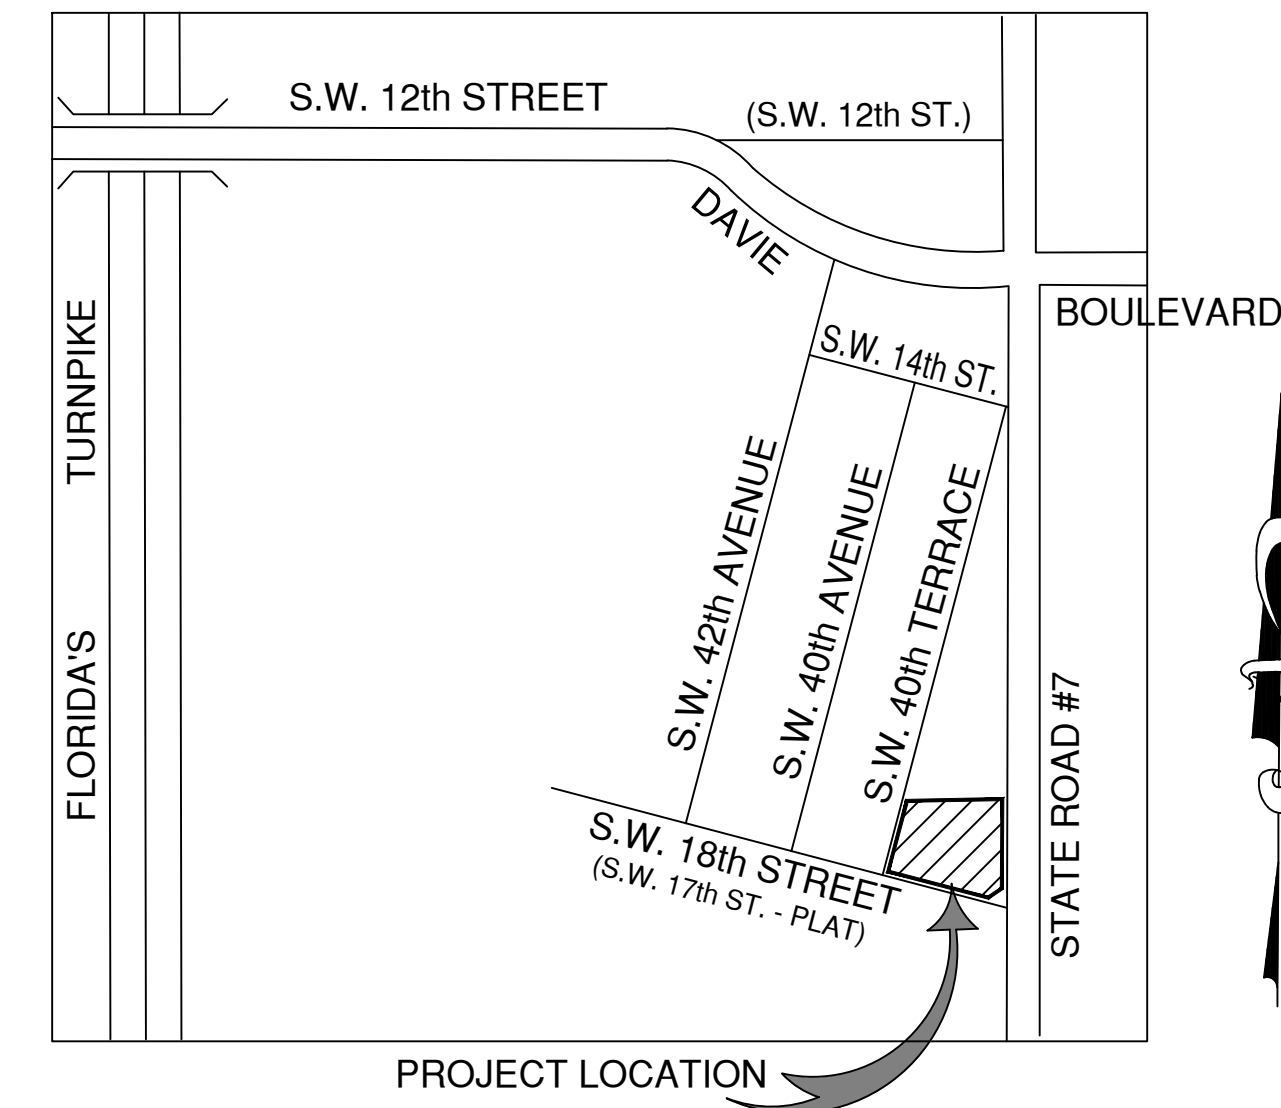 S.W. 12th STREET
(S.W. 12th ST.)
DAVIE
BOULEVARD
S.W. 14th ST.
FLORIDA'S TURNPIKE
S.W. 42th AVENUE
S.W. 40th AVENUE
S.W. 40th TERRACE
STATE ROAD #7
S.W. 18th STREET
(S.W. 17th ST. - PLAT)
PROJECT LOCATION